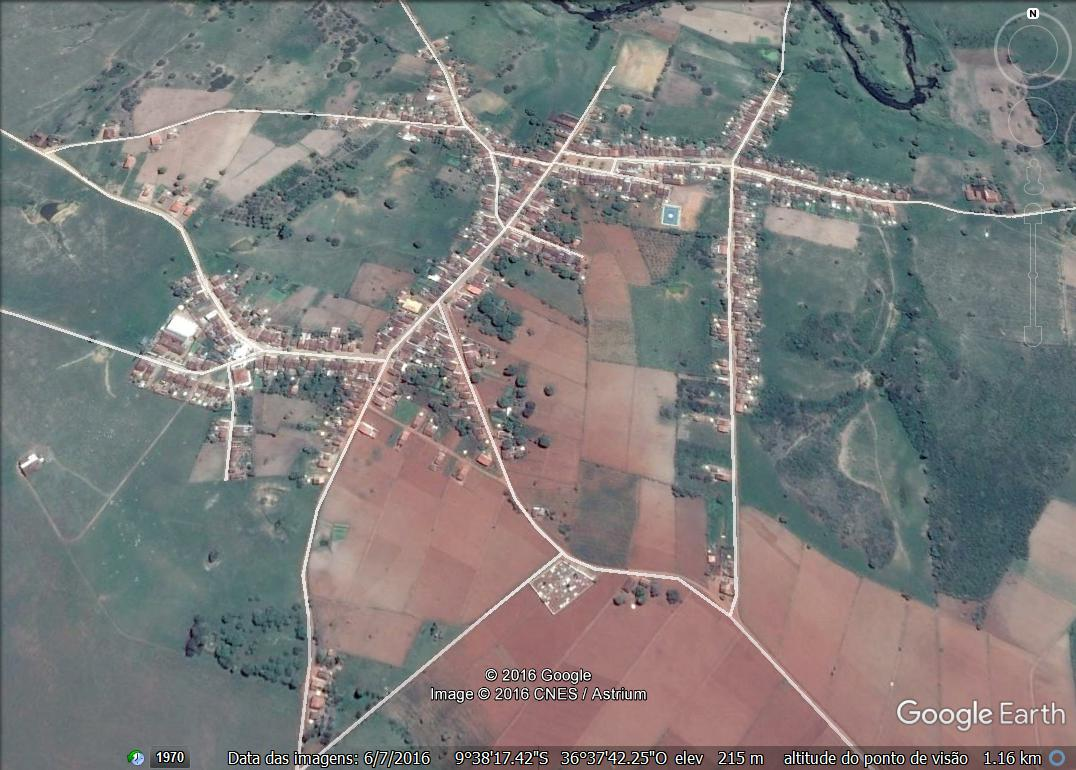 N
© 2016 Google
Image © 2016 CNES / Astrium
Google Earth
1970 Data das imagens: 6/7/2016 9°38'17.42"S 36°37'42.25"O elev 215 m altitude do ponto de visão 1.16 km